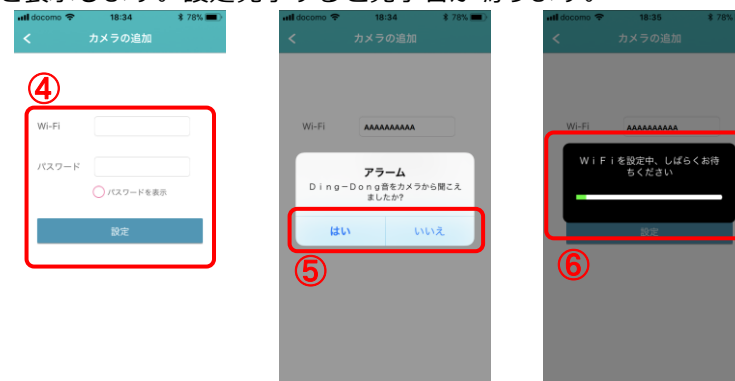 docomo 18:34 78%
カメラの追加
④
Wi-Fi
パスワード
パスワードを表示
設定
docomo 18:34 78%
カメラの追加
Wi-Fi AAAAAAAAAA
アラーム
Ding-Dong音をカメラから聞こえ
ましたか?
はい いいえ
⑤
docomo 18:35 78%
カメラの追加
Wi-Fi AAAAAAAAAA
WiFiを設定中、しばらくお待
ちください
設定
⑥